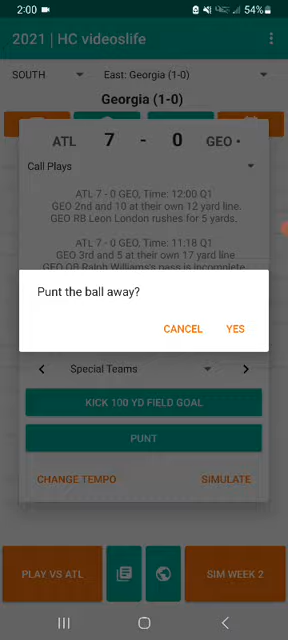 2:00
54%
2021 | HC videoslife
SOUTH
East: Georgia (1-0)
Georgia (1-0)
ATL 7 - 0 GEO •
Call Plays
ATL 7 - 0 GEO, Time: 12:00 Q1
GEO 2nd and 10 at their own 12 yard line.
GEO RB Leon London rushes for 5 yards.
ATL 7 - 0 GEO, Time: 11:18 Q1
GEO 3rd and 5 at their own 17 yard line
GEO QB Ralph Williams's pass is incomplete
Punt the ball away?
CANCEL YES
Special Teams
KICK 100 YD FIELD GOAL
PUNT
CHANGE TEMPO SIMULATE
PLAY VS ATL SIM WEEK 2